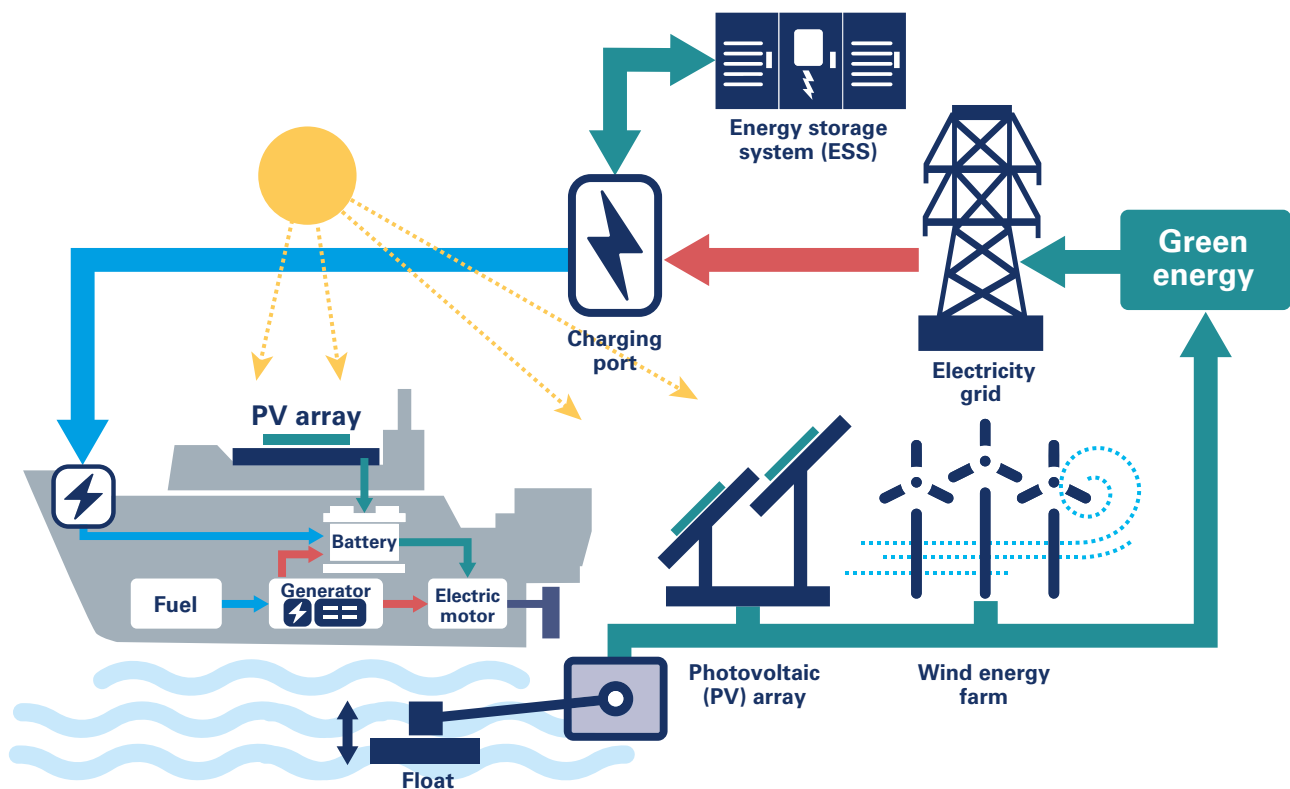 Energy storage
system (ESS)
Green
energy
Charging
port
Electricity
grid
PV array
Battery
Fuel
Generator
Electric
motor
Photovoltaic
(PV) array
Wind energy
farm
Float